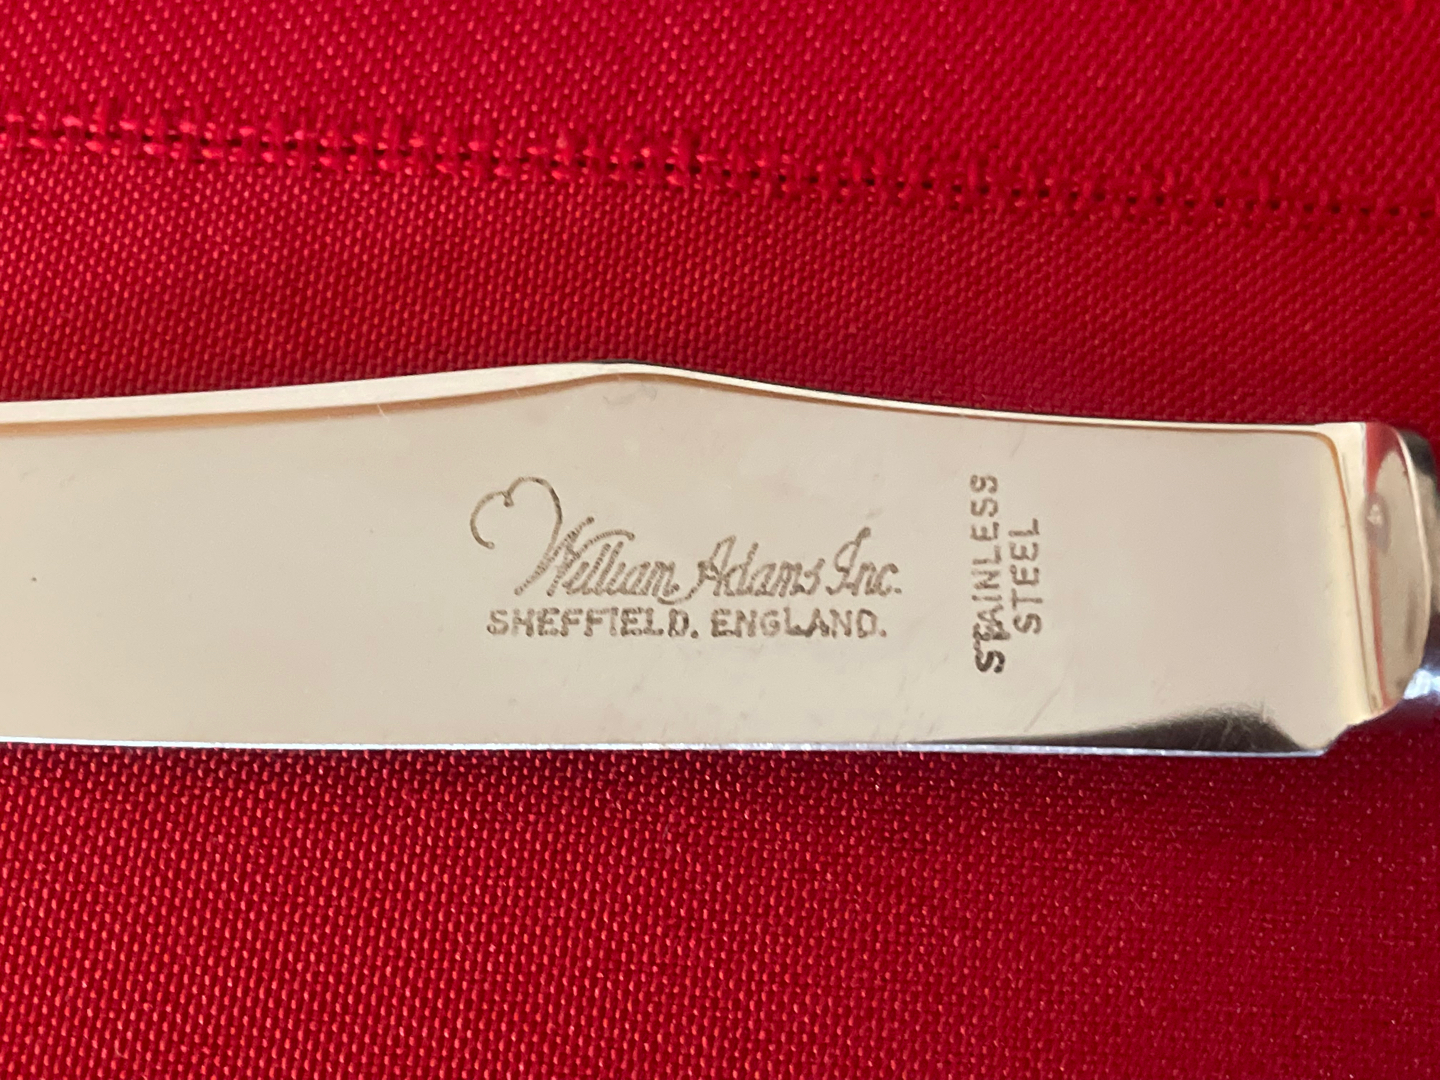 William Adams Inc.
SHEFFIELD. ENGLAND.
STAINLESS
STEEL